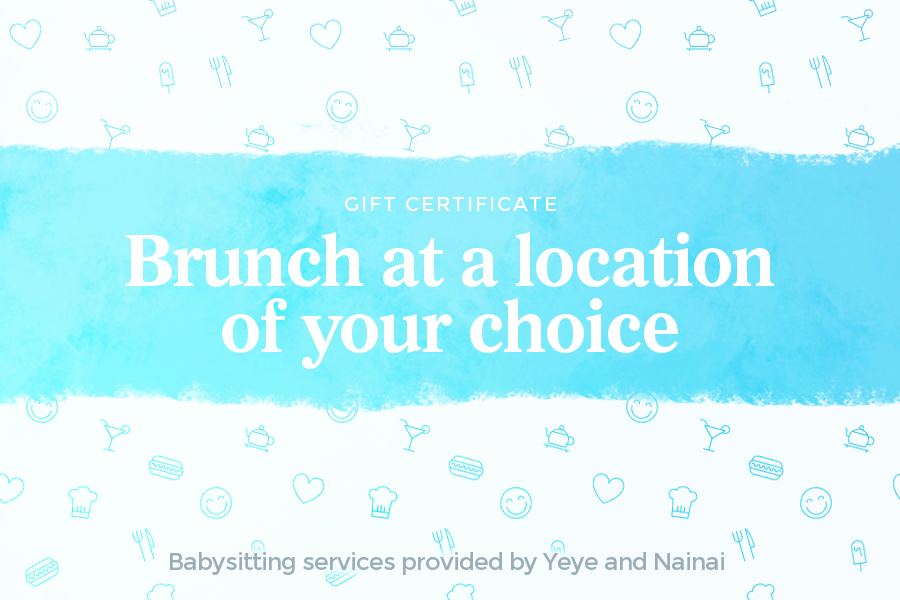 GIFT CERTIFICATE
Brunch at a location
of your choice
Babysitting services provided by Yeye and Nainai